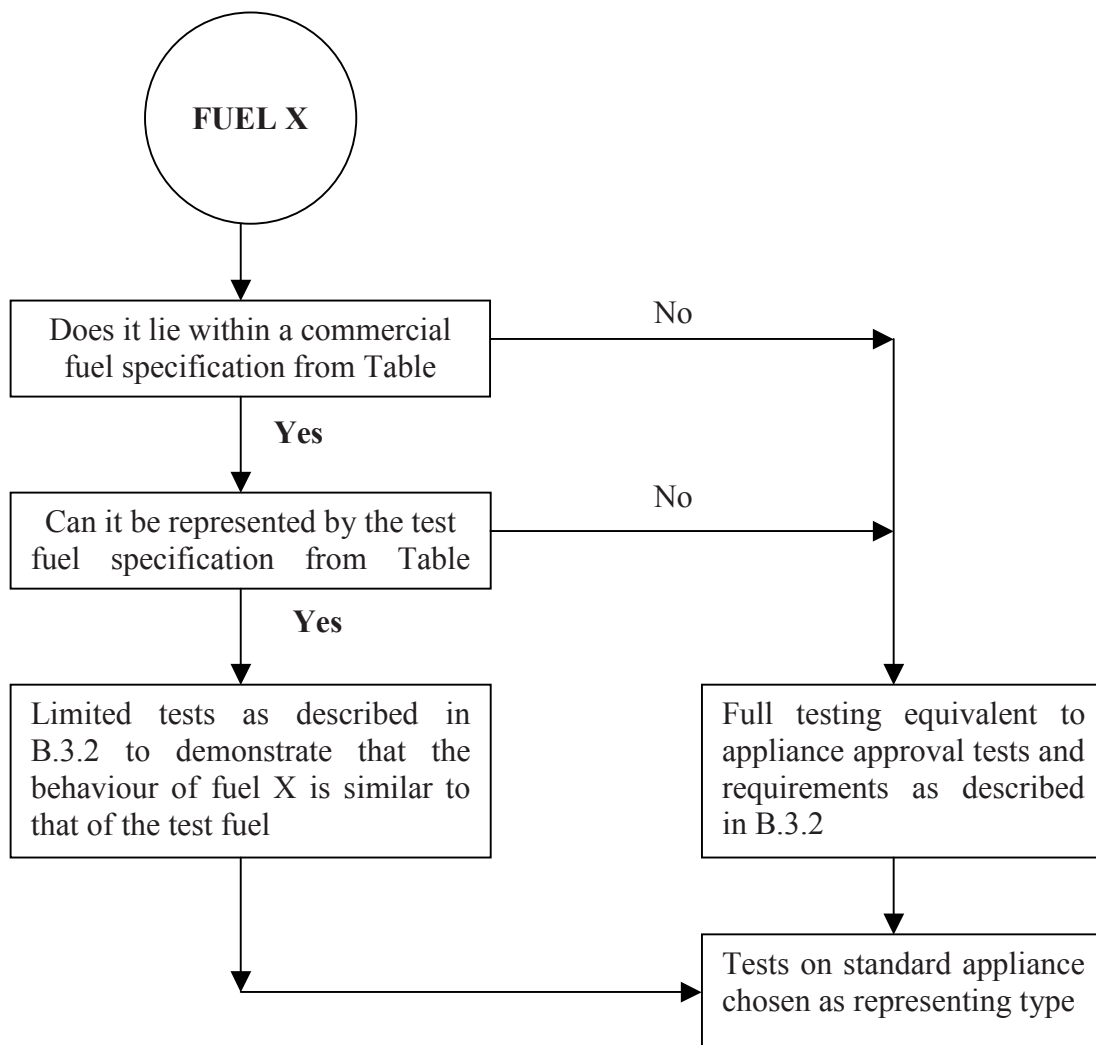 FUEL X
Does it lie within a commercial
fuel specification from Table
No
Yes
Can it be represented by the test
fuel specification from Table
No
Yes
Limited tests as described in
B.3.2 to demonstrate that the
behaviour of fuel X is similar to
that of the test fuel
Full testing equivalent to
appliance approval tests and
requirements as described
in B.3.2
Tests on standard appliance
chosen as representing type